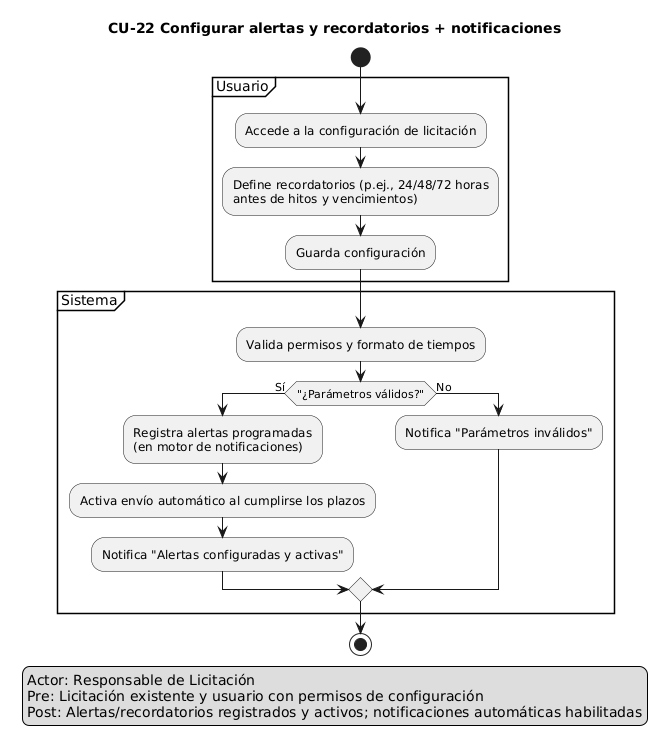 CU-22 Configurar alertas y recordatorios + notificaciones
Usuario
Accede a la configuración de licitación
Define recordatorios (p.ej., 24/48/72 horas
antes de hitos y vencimientos)
Guarda configuración
Sistema
Valida permisos y formato de tiempos
Sí
"¿Parámetros válidos?"
No
Registra alertas programadas
(en motor de notificaciones)
Notifica "Parámetros inválidos"
Activa envío automático al cumplirse los plazos
Notifica "Alertas configuradas y activas"
Actor: Responsable de Licitación
Pre: Licitación existente y usuario con permisos de configuración
Post: Alertas/recordatorios registrados y activos; notificaciones automáticas habilitadas